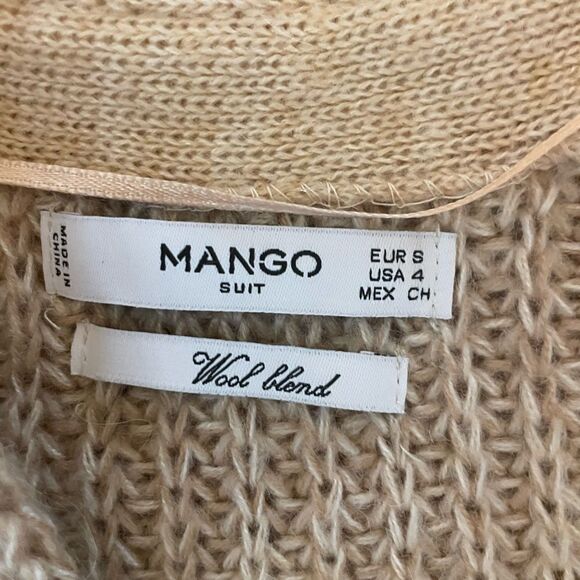 MADE IN
CHINA
MANGO
SUIT
EUR S
USA 4
MEX CH
Wool blend